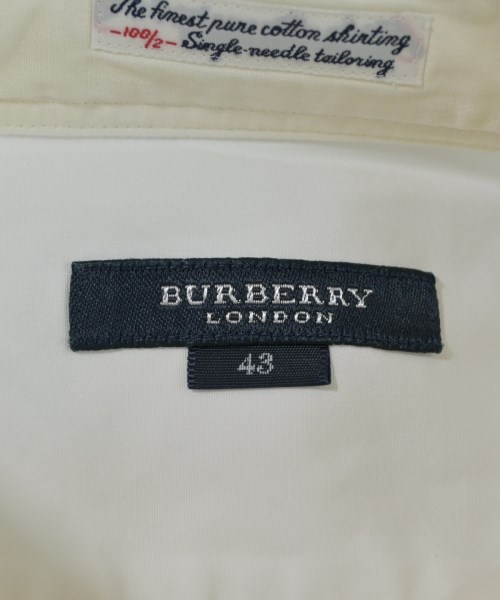 The finest pure cotton shirting
-100/2- Single-needle tailoring
BURBERRY
LONDON
43